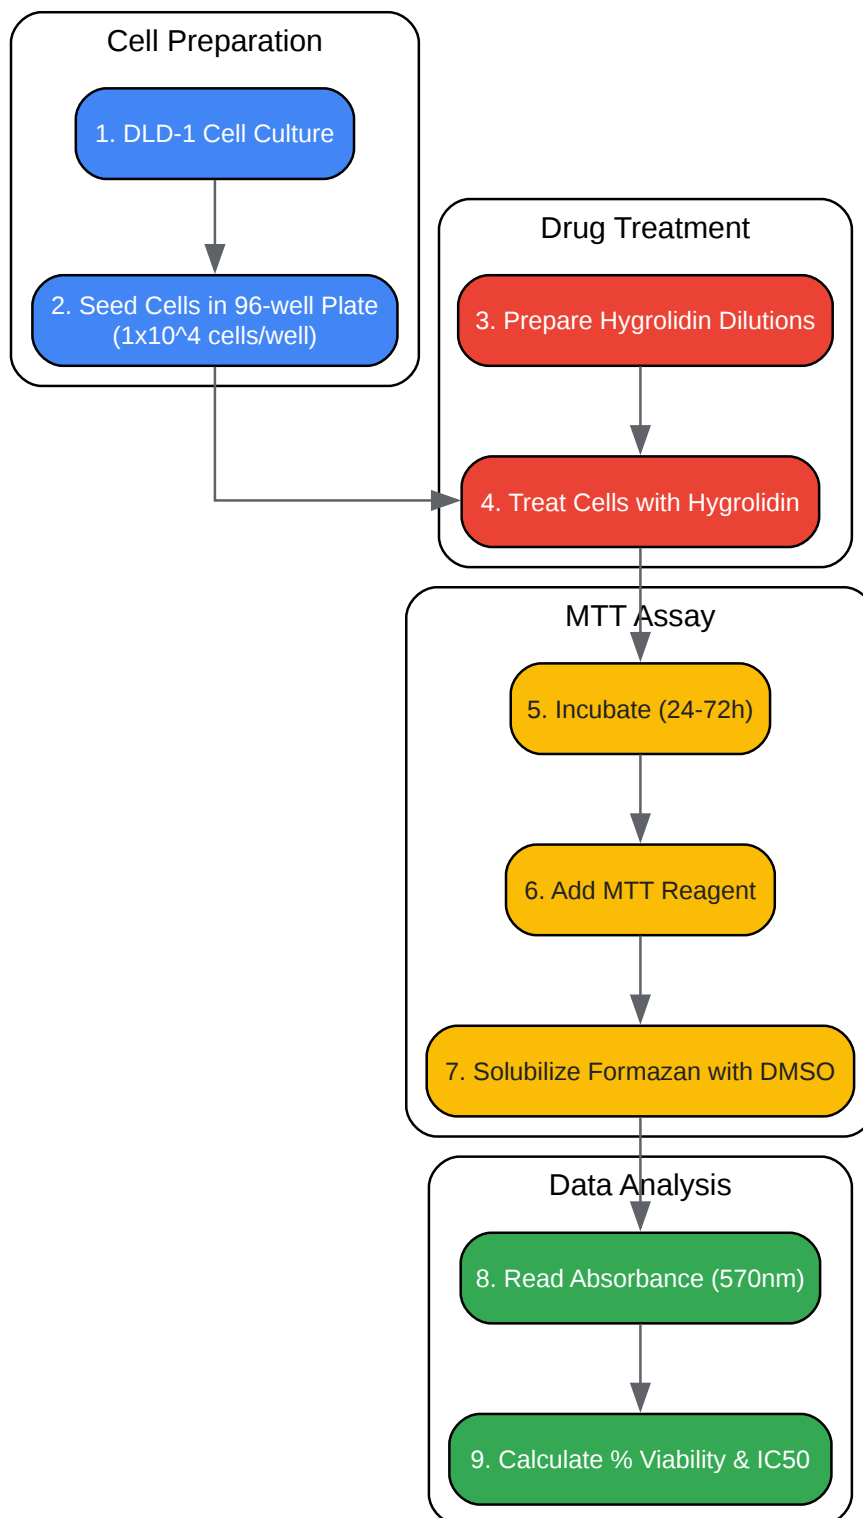 Cell Preparation
1. DLD-1 Cell Culture
2. Seed Cells in 96-well Plate
(1x10^4 cells/well)
Drug Treatment
3. Prepare Hygrolidin Dilutions
4. Treat Cells with Hygrolidin
MTT Assay
5. Incubate (24-72h)
6. Add MTT Reagent
7. Solubilize Formazan with DMSO
Data Analysis
8. Read Absorbance (570nm)
9. Calculate % Viability & IC50